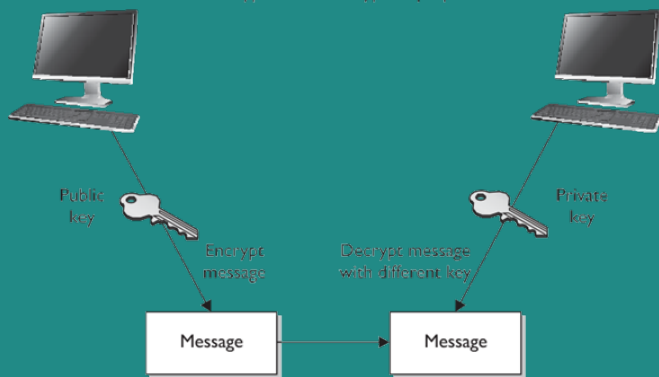 Public
key
Encrypt
message
Decrypt message
with different key
Private
key
Message
Message